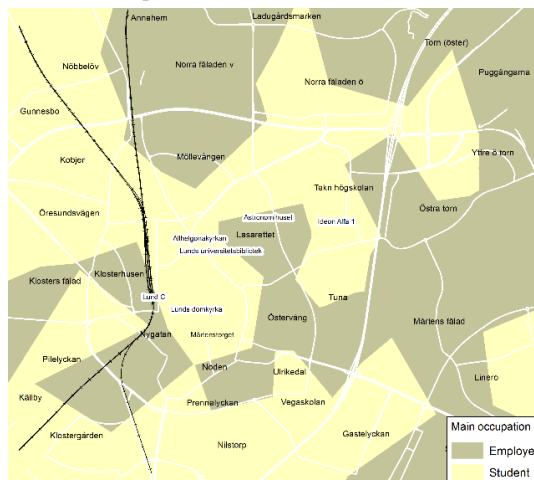 Annehem
Ladugårdsmarken
Nöbbelöv
Norra fäladen v
Torn (öster)
Norra fäladen ö
Puggängarna
Gunnesbo
Kobjer
Möllevången
Yttre ö torn
Tekn högskolan
Öresundsvägen
Astronomihuset
Ideon Alfa 1
Östra torn
Lasarettet
Allhelgonakyrkan
Lunds universitetsbibliotek
Klosterhusen
Klosters fälad
Lund C
Lunds domkyrka
Tuna
Östervång
Mårtens fälad
Nygatan
Mårtenstorget
Pilelyckan
Noden
Ulrikedal
Linero
Källby
Prennelyckan
Vegaskolan
Klostergården
Nilstorp
Gastelyckan
Main occupation
Employe
Student